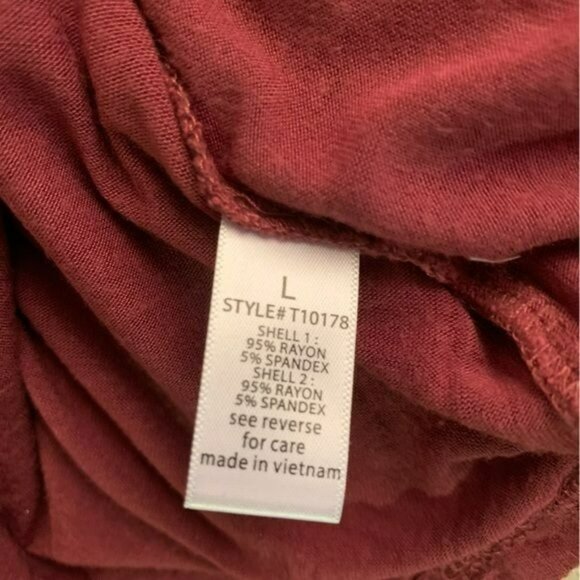 L
STYLE# T10178
SHELL 1 :
95% RAYON
5% SPANDEX
SHELL 2 :
95% RAYON
5% SPANDEX
see reverse
for care
made in vietnam